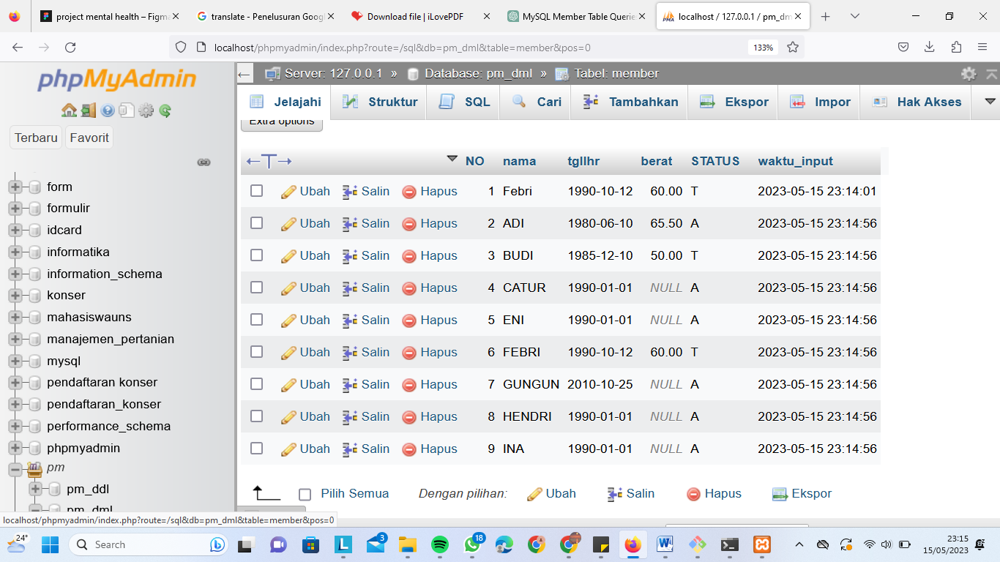 project mental health – Figma
translate - Penelusuran Googl
Download file | iLovePDF
MySQL Member Table Querie
localhost / 127.0.0.1 / pm_dm
localhost/phpmyadmin/index.php?route=/sql&db=pm_dml&table=member&pos=0
133%
phpMyAdmin
Terbaru Favorit
form
formulir
idcard
informatika
information_schema
konser
mahasiswauns
manajemen_pertanian
mysql
pendaftaran konser
pendaftaran_konser
performance_schema
phpmyadmin
pm
pm_ddl
pm_dml
Server: 127.0.0.1 » Database: pm_dml » Tabel: member
Jelajahi Struktur SQL Cari Tambahkan Ekspor Impor Hak Akses
Extra options
NO nama tgllhr berat STATUS waktu_input
Ubah Salin Hapus 1 Febri 1990-10-12 60.00 T 2023-05-15 23:14:01
Ubah Salin Hapus 2 ADI 1980-06-10 65.50 A 2023-05-15 23:14:56
Ubah Salin Hapus 3 BUDI 1985-12-10 50.00 T 2023-05-15 23:14:56
Ubah Salin Hapus 4 CATUR 1990-01-01 NULL A 2023-05-15 23:14:56
Ubah Salin Hapus 5 ENI 1990-01-01 NULL A 2023-05-15 23:14:56
Ubah Salin Hapus 6 FEBRI 1990-10-12 60.00 T 2023-05-15 23:14:56
Ubah Salin Hapus 7 GUNGUN 2010-10-25 NULL A 2023-05-15 23:14:56
Ubah Salin Hapus 8 HENDRI 1990-01-01 NULL A 2023-05-15 23:14:56
Ubah Salin Hapus 9 INA 1990-01-01 NULL A 2023-05-15 23:14:56
Pilih Semua Dengan pilihan: Ubah Salin Hapus Ekspor
localhost/phpmyadmin/index.php?route=/sql&db=pm_dml&table=member&pos=0
24°
Search
3
18
23:15
15/05/2023